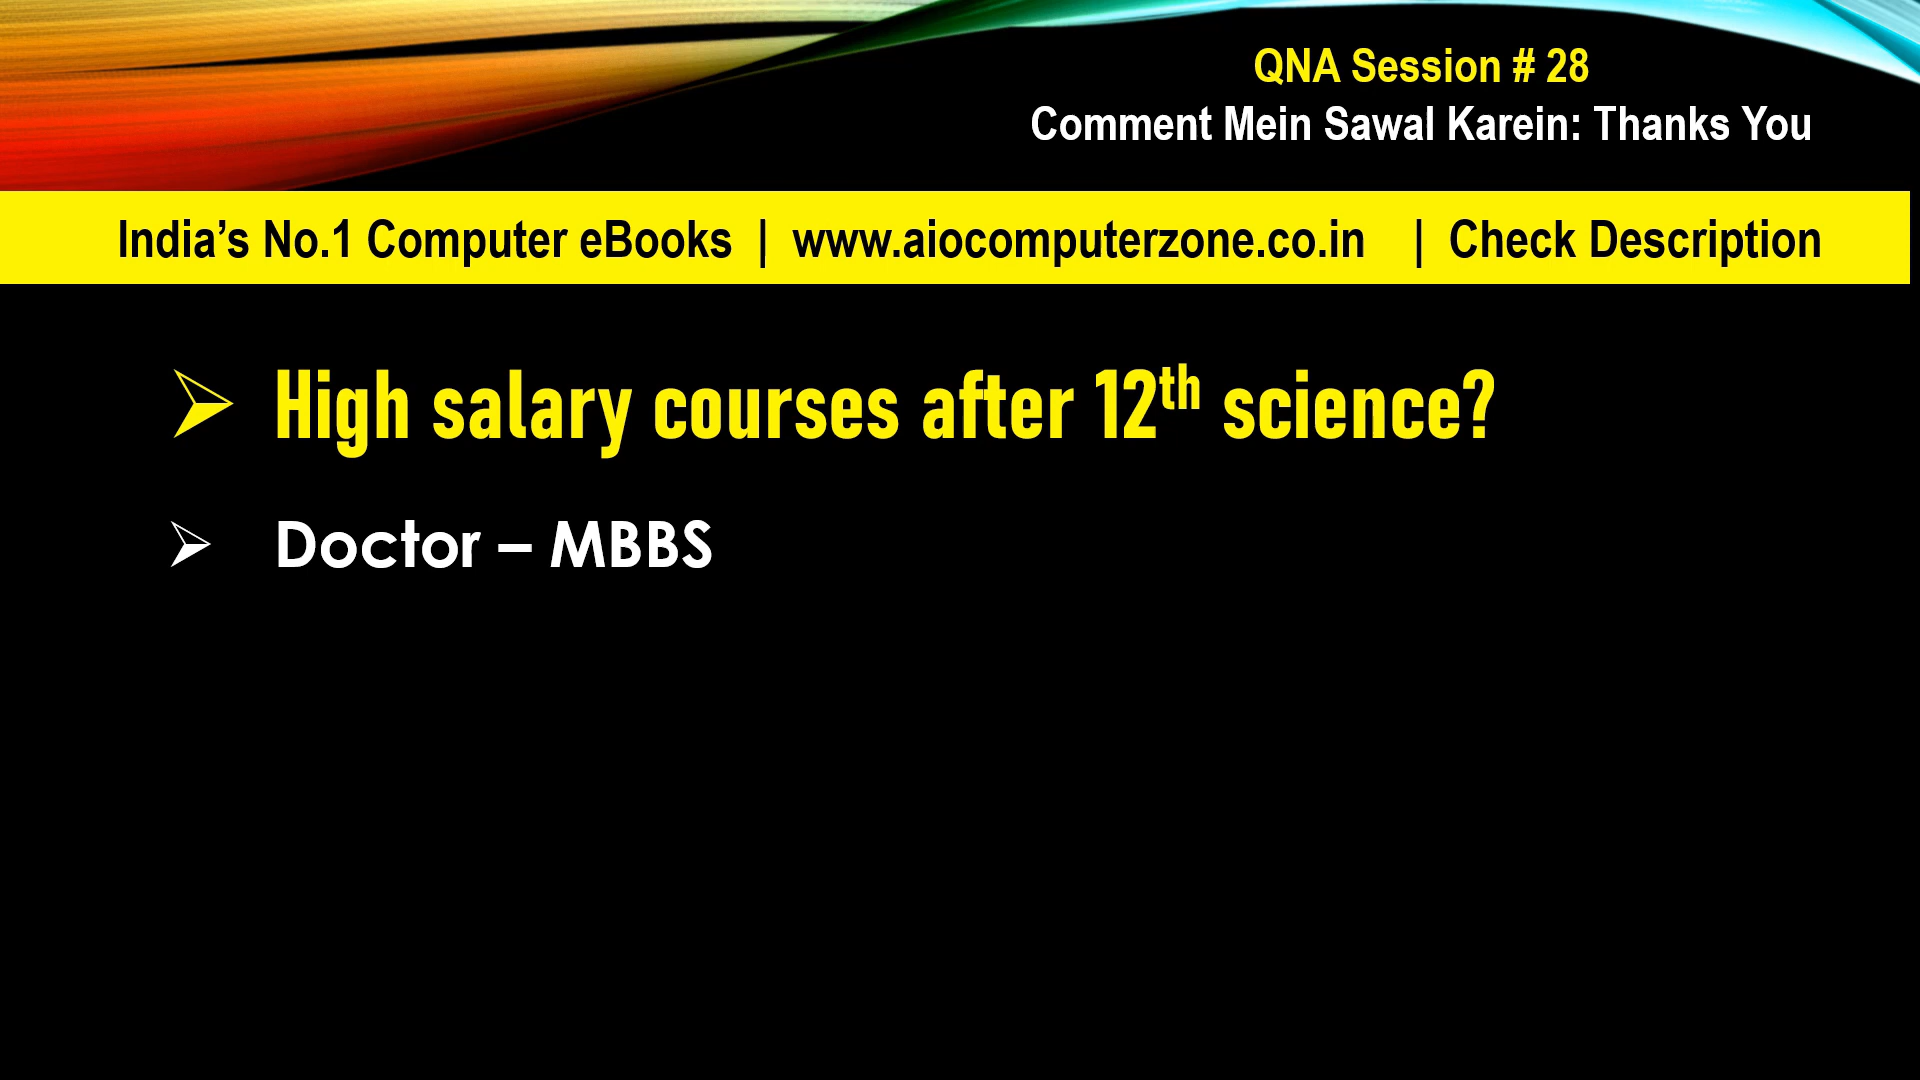 QNA Session # 28
Comment Mein Sawal Karein: Thanks You
India’s No.1 Computer eBooks | www.aiocomputerzone.co.in | Check Description
High salary courses after 12th science?
Doctor – MBBS